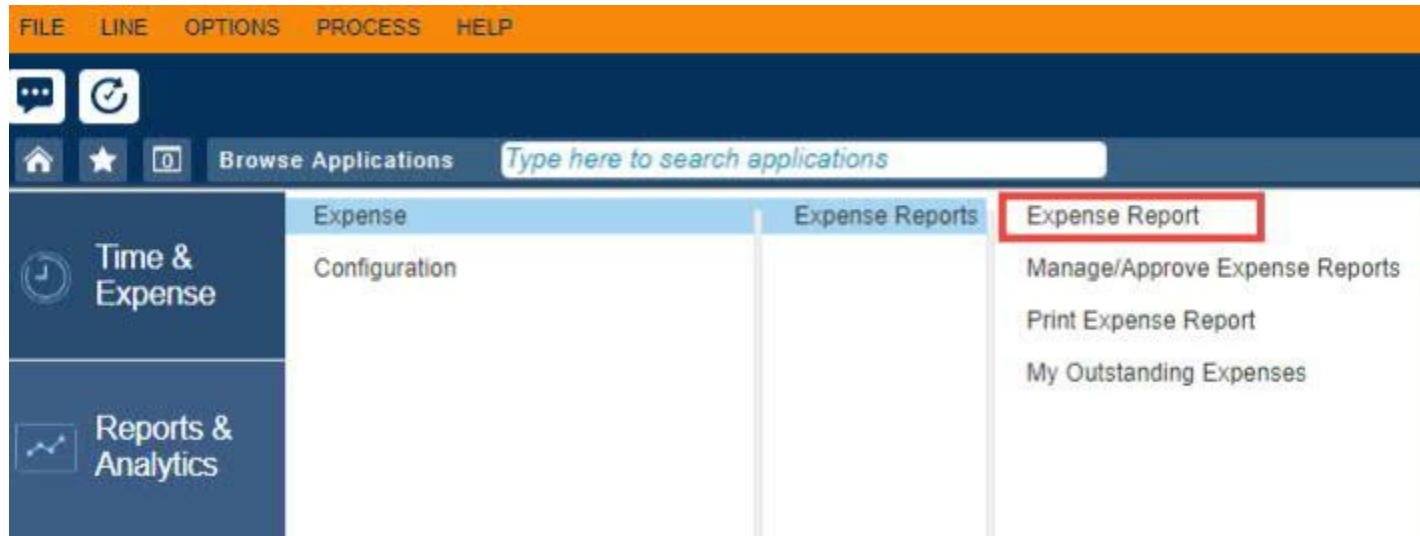 FILE LINE OPTIONS PROCESS HELP
0 Browse Applications Type here to search applications
Time &
Expense
Reports &
Analytics
Expense
Configuration
Expense Reports
Expense Report
Manage/Approve Expense Reports
Print Expense Report
My Outstanding Expenses